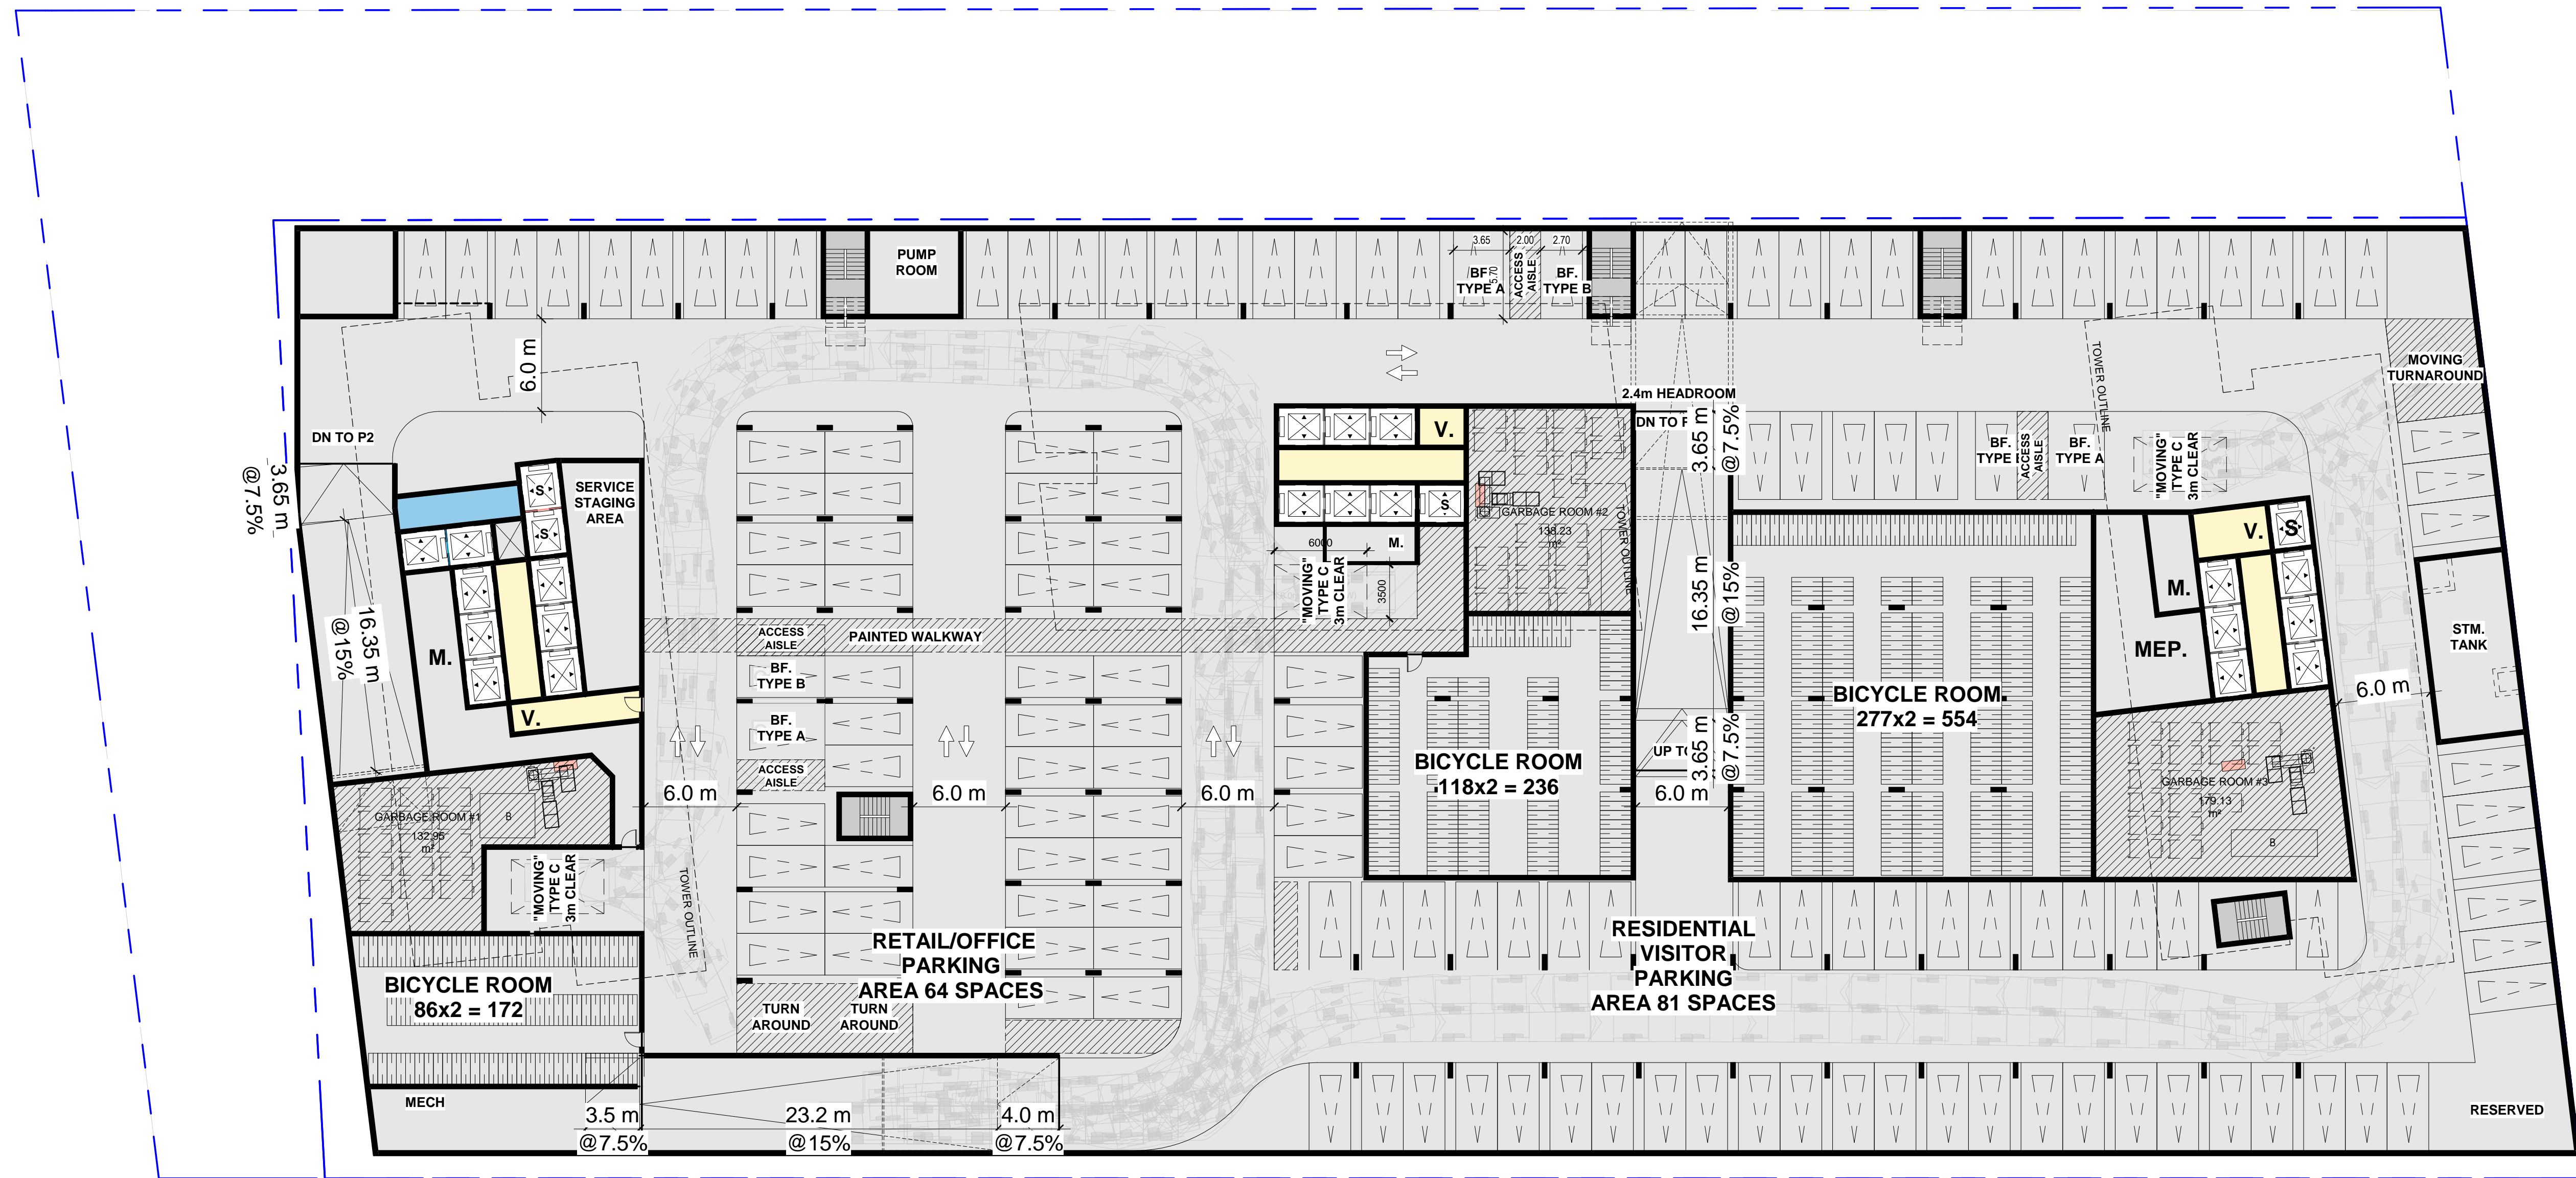 PUMP
ROOM
3.65
2.00
2.70
5.70
BF.
TYPE A
ACCESS
AISLE
BF.
TYPE B
6.0 m
MOVING
TURNAROUND
TOWER OUTLINE
2.4m HEADROOM
DN TO P
3.65 m
@7.5%
DN TO P2
3.65 m
@7.5%
V.
BF.
TYPE
ACCESS
AISLE
BF.
TYPE A
"MOVING"
TYPE C
3m CLEAR
S
S
SERVICE
STAGING
AREA
S
GARBAGE ROOM #2
138.23
m²
TOWER OUTLINE
6000
M.
3500
"MOVING"
TYPE C
3m CLEAR
16.35 m
@15%
V.
S
M.
MEP.
STM.
TANK
16.35 m
@15%
M.
V.
ACCESS
AISLE
PAINTED WALKWAY
BF.
TYPE B
BF.
TYPE A
ACCESS
AISLE
6.0 m
6.0 m
6.0 m
BICYCLE ROOM
118x2 = 236
UP TO
3.65 m
@7.5%
6.0 m
BICYCLE ROOM
277x2 = 554
6.0 m
GARBAGE ROOM #3
179.13
m²
B
GARBAGE ROOM #1
132.95
m²
B
"MOVING"
TYPE C
3m CLEAR
TOWER OUTLINE
RETAIL/OFFICE
PARKING
AREA 64 SPACES
RESIDENTIAL
VISITOR
PARKING
AREA 81 SPACES
BICYCLE ROOM
86x2 = 172
TURN
AROUND
TURN
AROUND
MECH
3.5 m
@7.5%
23.2 m
@15%
4.0 m
@7.5%
RESERVED